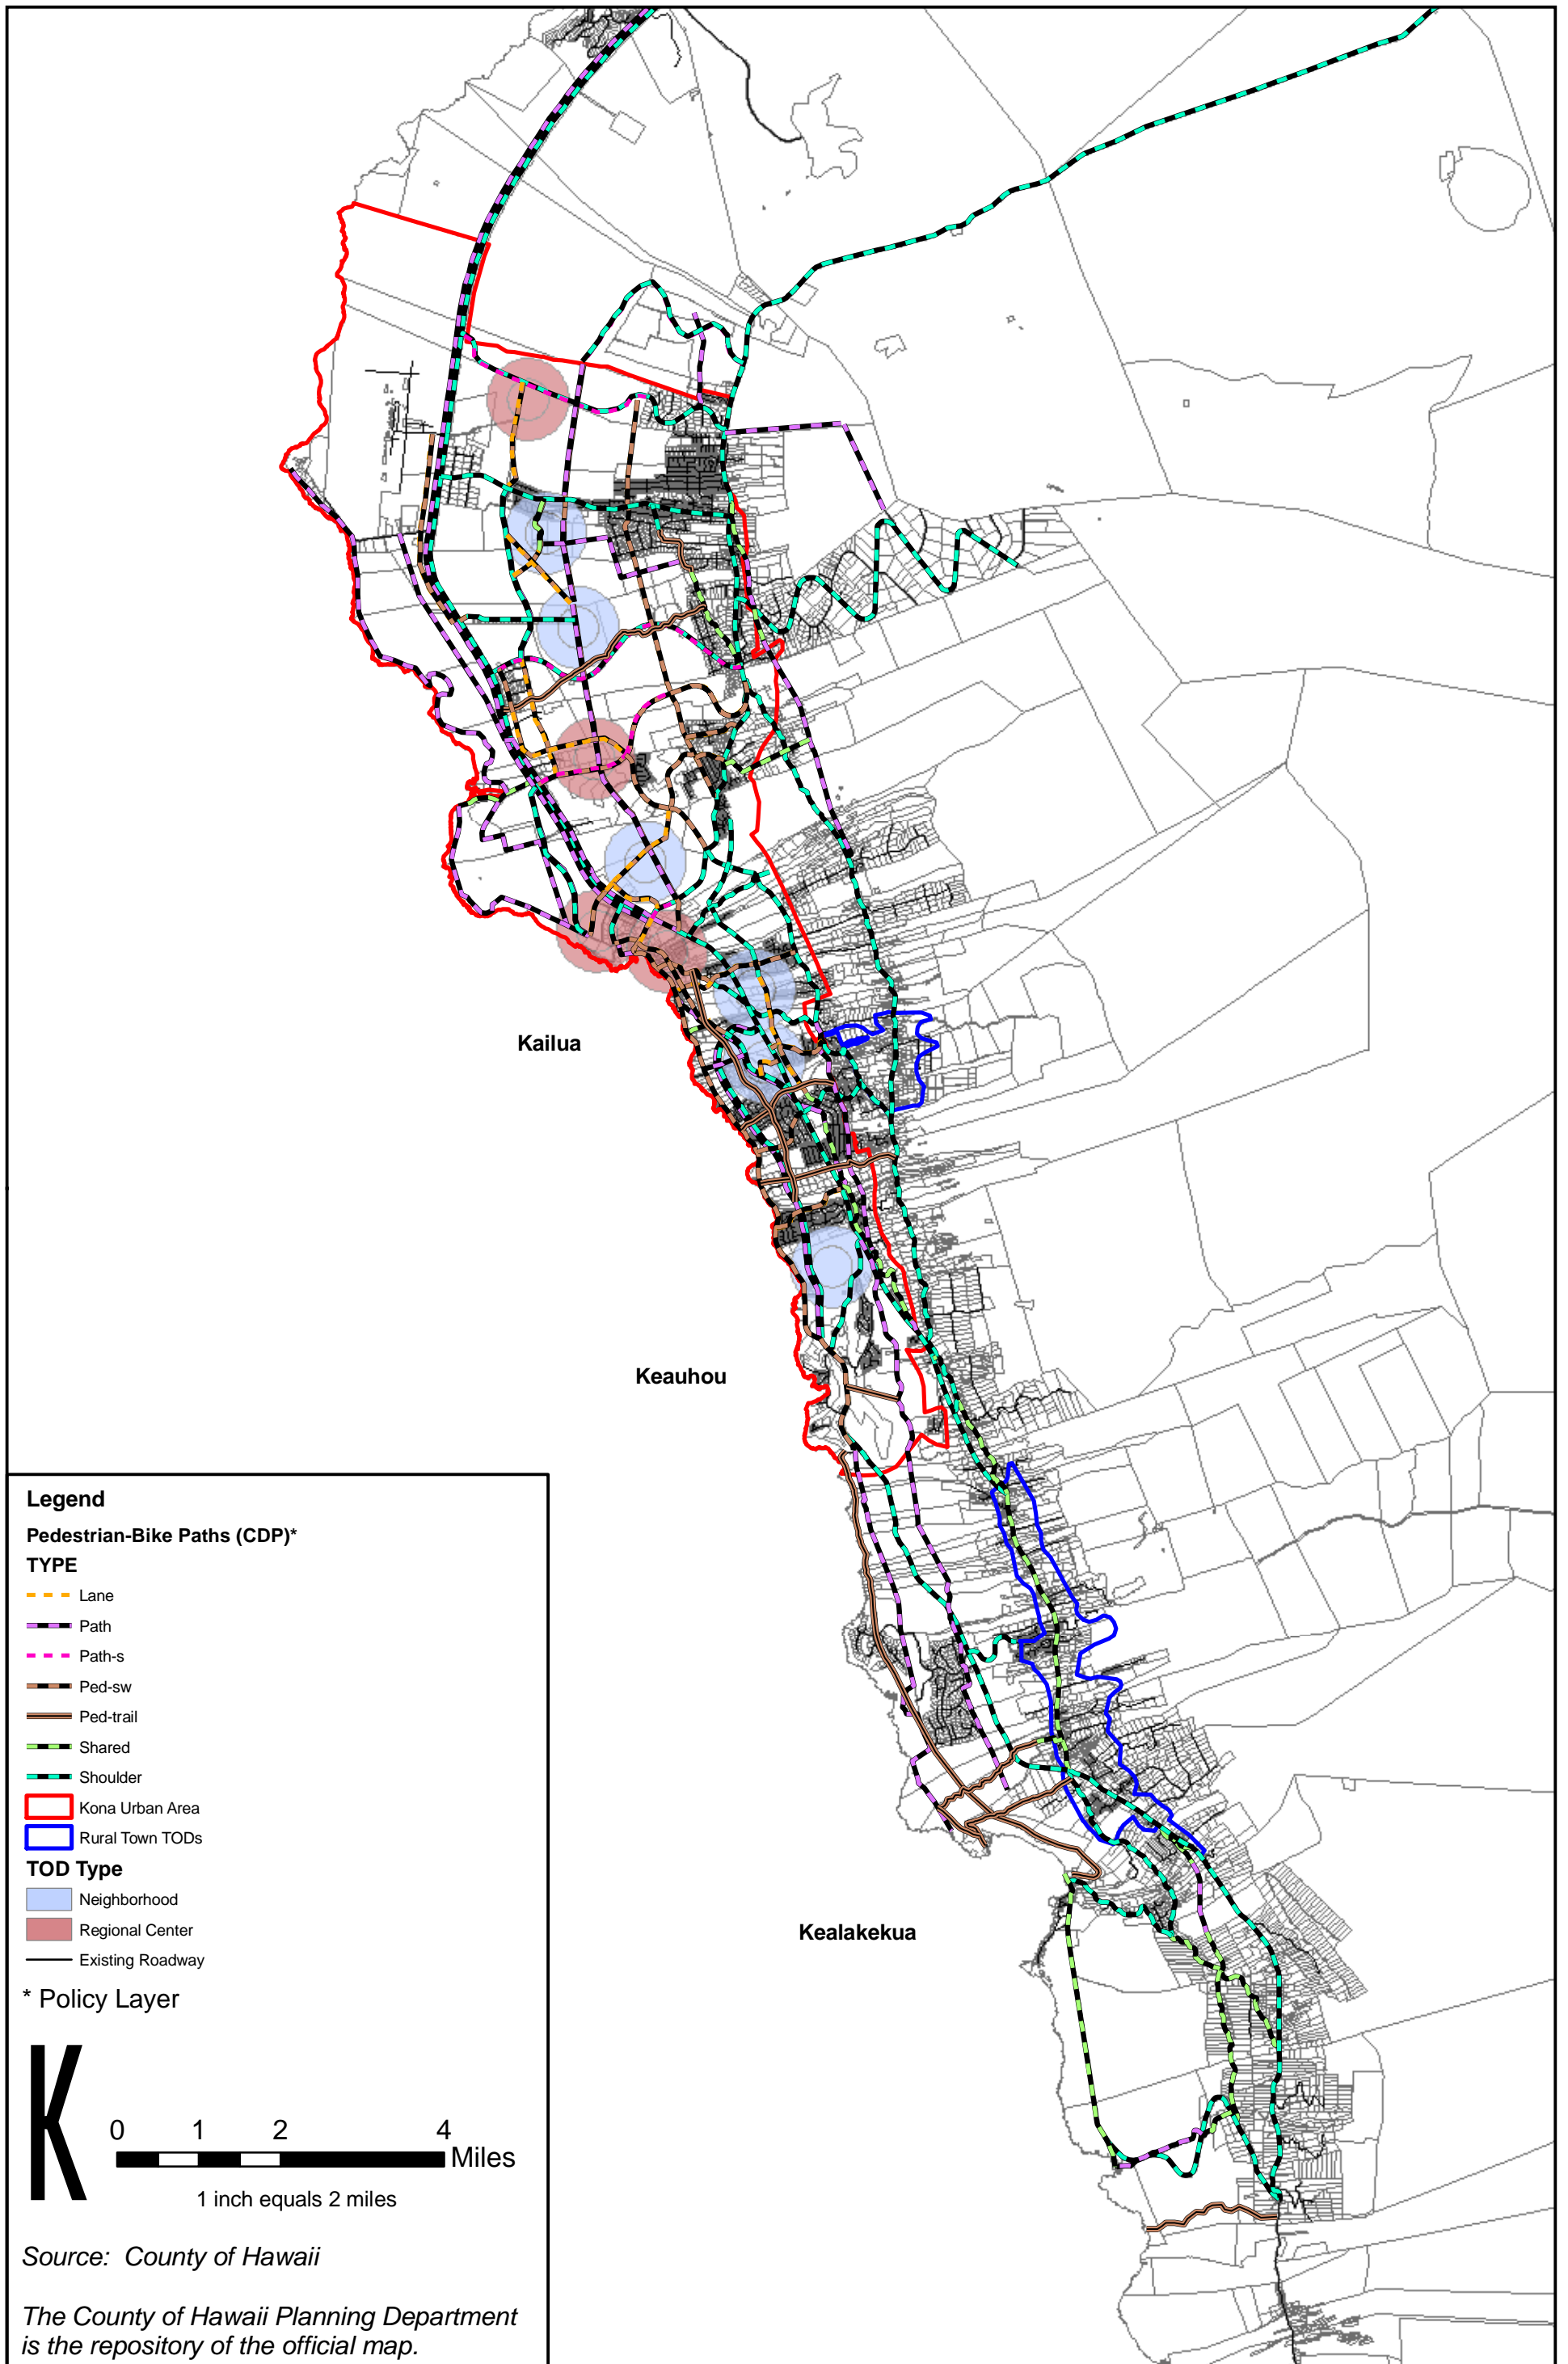 Kailua
Keauhou
Kealakekua
Legend
Pedestrian-Bike Paths (CDP)*
TYPE
Lane
Path
Path-s
Ped-sw
Ped-trail
Shared
Shoulder
Kona Urban Area
Rural Town TODs
TOD Type
Neighborhood
Regional Center
Existing Roadway
* Policy Layer
K
0 1 2 4
Miles
1 inch equals 2 miles
Source: County of Hawaii
The County of Hawaii Planning Department
is the repository of the official map.